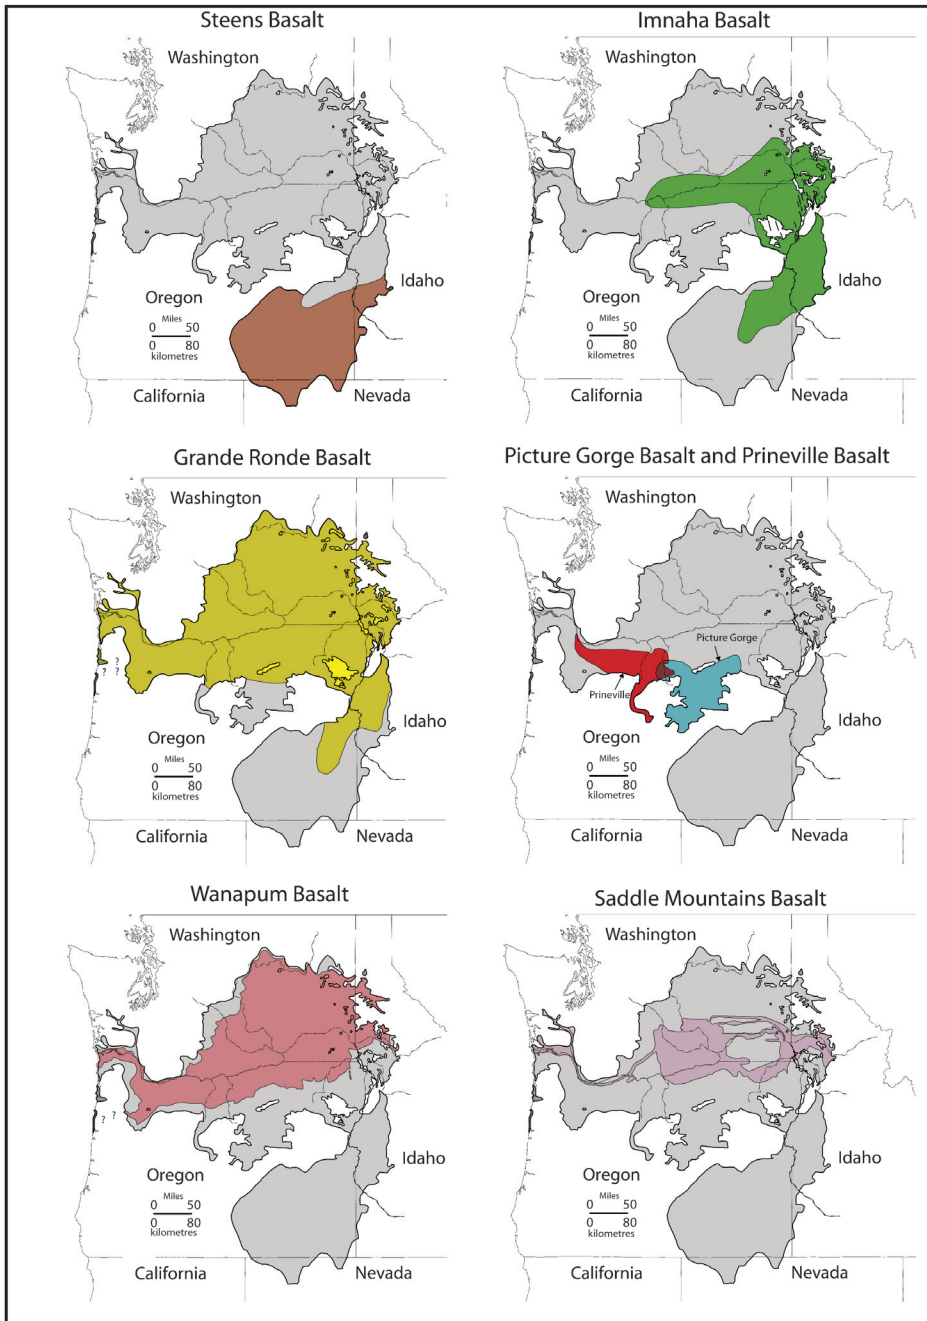 Steens Basalt
Washington
Idaho
Oregon
Miles
0 50
0 80
kilometres
California
Nevada
Imnaha Basalt
Washington
Idaho
Oregon
Miles
0 50
0 80
kilometres
California
Nevada
Grande Ronde Basalt
Washington
?
? ?
Idaho
Oregon
Miles
0 50
0 80
kilometres
California
Nevada
Picture Gorge Basalt and Prineville Basalt
Washington
Picture Gorge
Prineville
Idaho
Oregon
Miles
0 50
0 80
kilometres
California
Nevada
Wanapum Basalt
Washington
? ?
Idaho
Oregon
Miles
0 50
0 80
kilometres
California
Nevada
Saddle Mountains Basalt
Washington
Idaho
Oregon
Miles
0 50
0 80
kilometres
California
Nevada